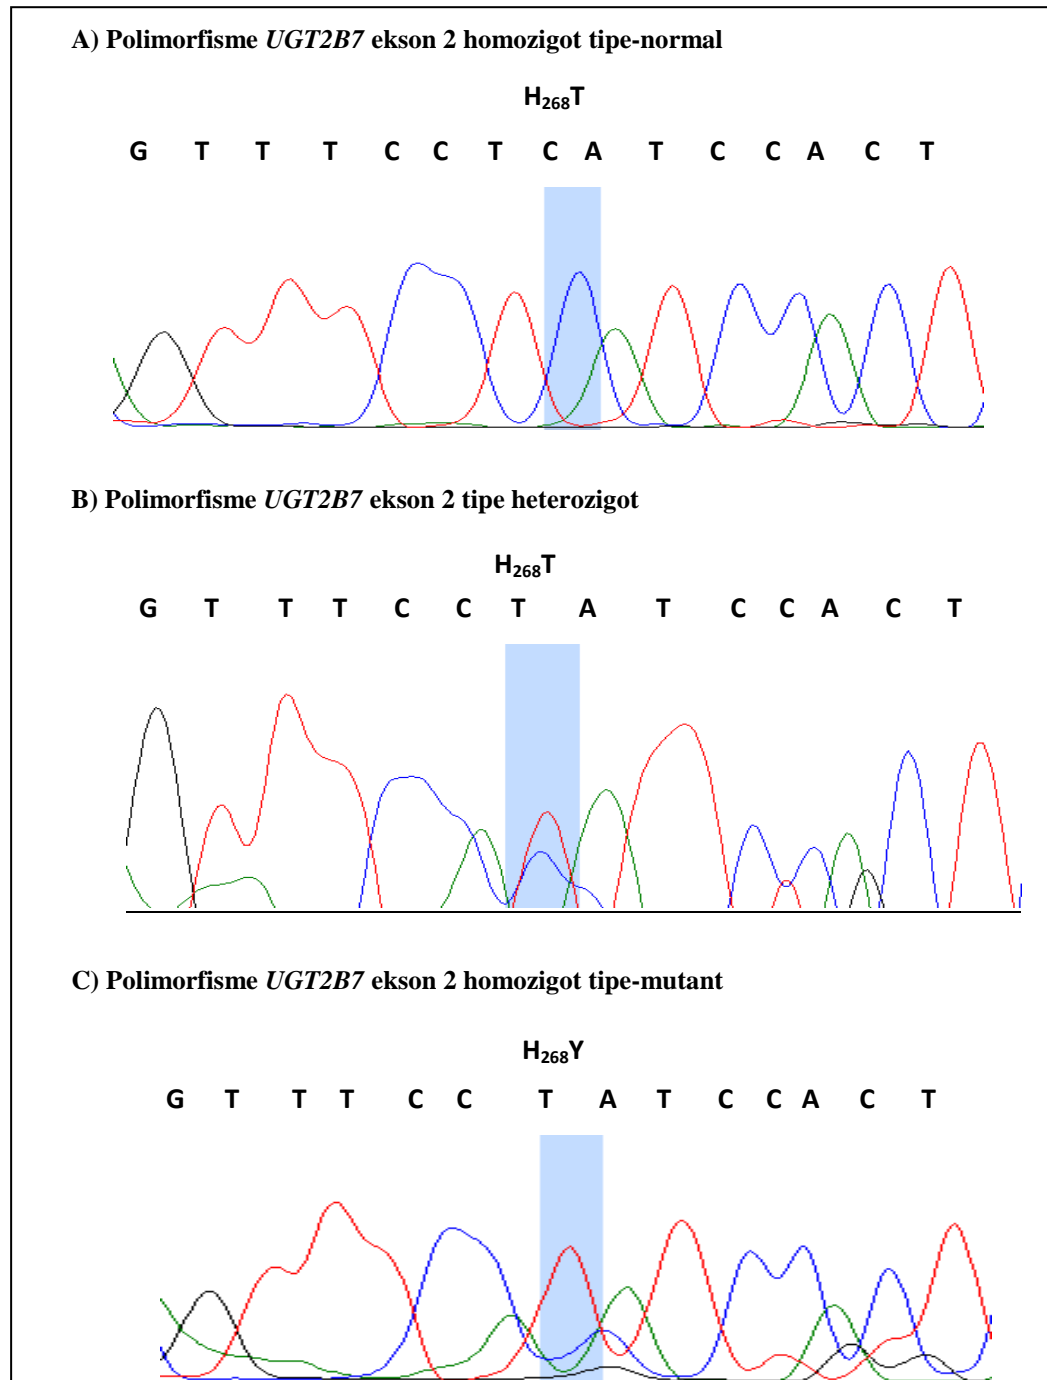 A) Polimorfisme UGT2B7 ekson 2 homozigot tipe-normal
H₂₆₈T
G T T T C C T C A T C C A C T
B) Polimorfisme UGT2B7 ekson 2 tipe heterozigot
H₂₆₈T
G T T T C C T A T C C A C T
C) Polimorfisme UGT2B7 ekson 2 homozigot tipe-mutant
H₂₆₈Y
G T T T C C T A T C C A C T